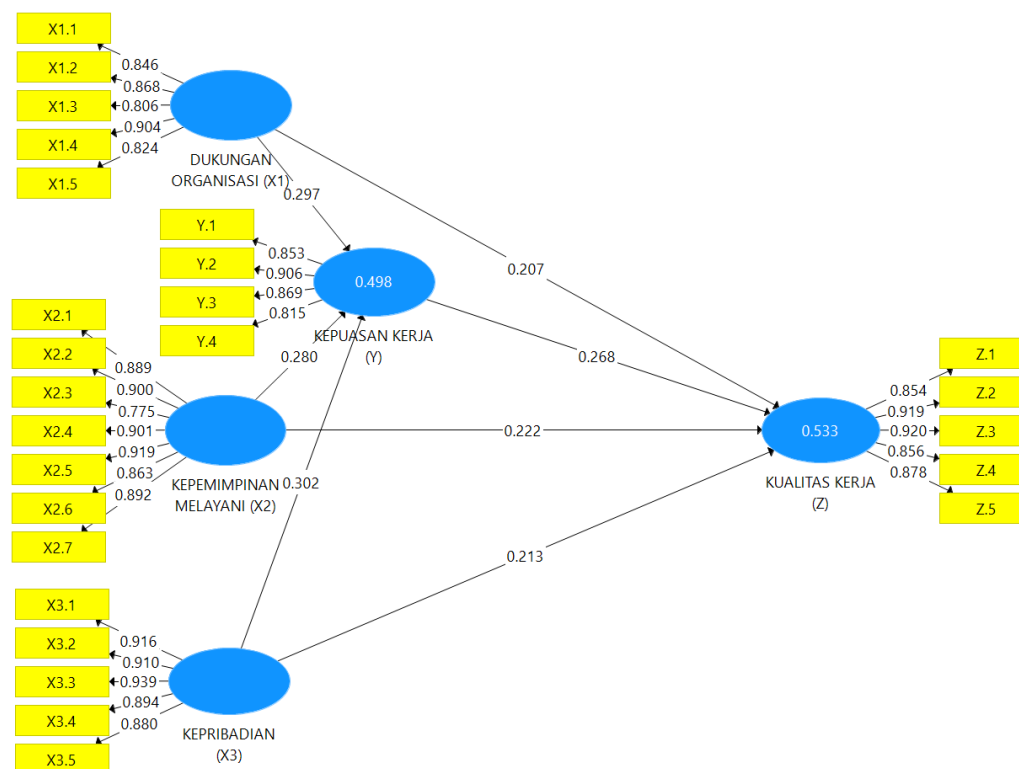 X1.1
X1.2
X1.3
X1.4
X1.5
0.846
0.868
0.806
0.904
0.824
DUKUNGAN
ORGANISASI (X1)
0.297
0.207
Y.1
Y.2
Y.3
Y.4
0.853
0.906
0.869
0.815
0.498
KEPUASAN KERJA
(Y)
0.280
0.268
X2.1
X2.2
X2.3
X2.4
X2.5
X2.6
X2.7
0.889
0.900
0.775
0.901
0.919
0.863
0.892
KEPEMIMPINAN
MELAYANI (X2)
0.222
0.302
0.533
KUALITAS KERJA
(Z)
0.854
0.919
0.920
0.856
0.878
Z.1
Z.2
Z.3
Z.4
Z.5
0.213
X3.1
X3.2
X3.3
X3.4
X3.5
0.916
0.910
0.939
0.894
0.880
KEPRIBADIAN
(X3)